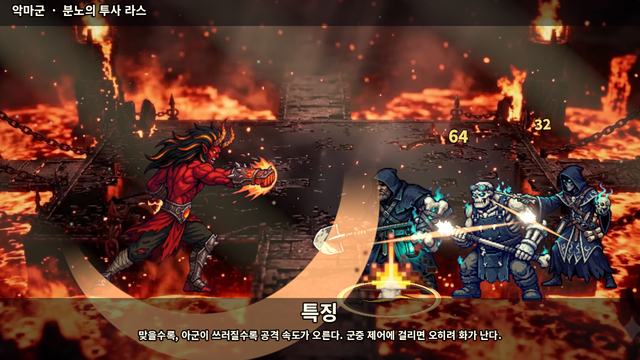 악마군 · 분노의 투사 라스
64
32
특징
맞을수록, 아군이 쓰러질수록 공격 속도가 오른다. 군중 제어에 걸리면 오히려 화가 난다.